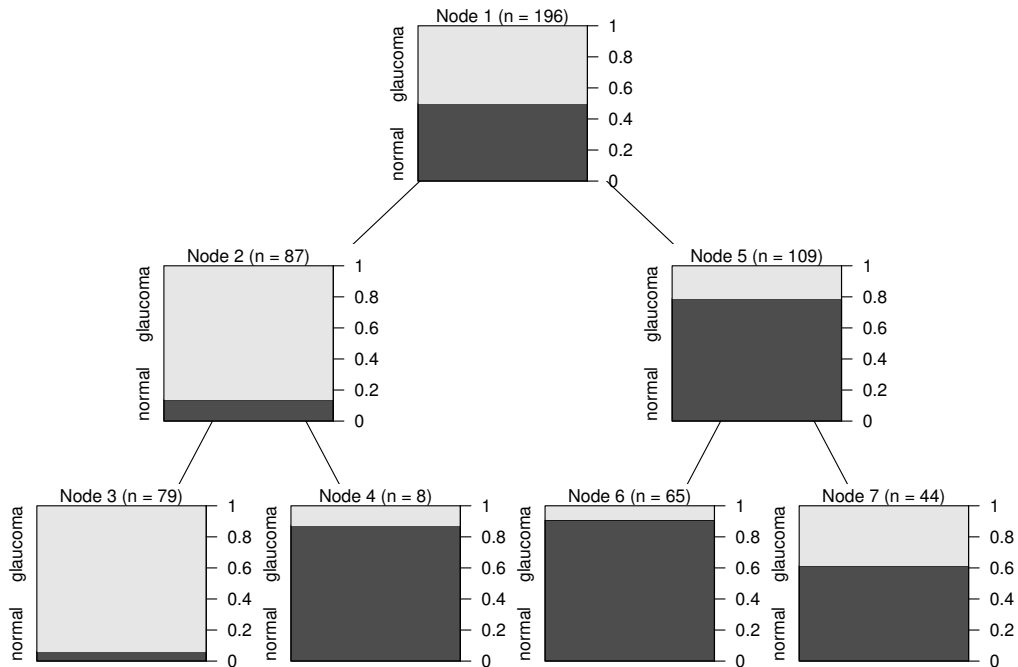 Node 1 (n = 196)
glaucoma
normal
1
0.8
0.6
0.4
0.2
0
Node 2 (n = 87)
glaucoma
normal
1
0.8
0.6
0.4
0.2
0
Node 5 (n = 109)
glaucoma
normal
1
0.8
0.6
0.4
0.2
0
Node 3 (n = 79)
glaucoma
normal
1
0.8
0.6
0.4
0.2
0
Node 4 (n = 8)
glaucoma
normal
1
0.8
0.6
0.4
0.2
0
Node 6 (n = 65)
glaucoma
normal
1
0.8
0.6
0.4
0.2
0
Node 7 (n = 44)
glaucoma
normal
1
0.8
0.6
0.4
0.2
0